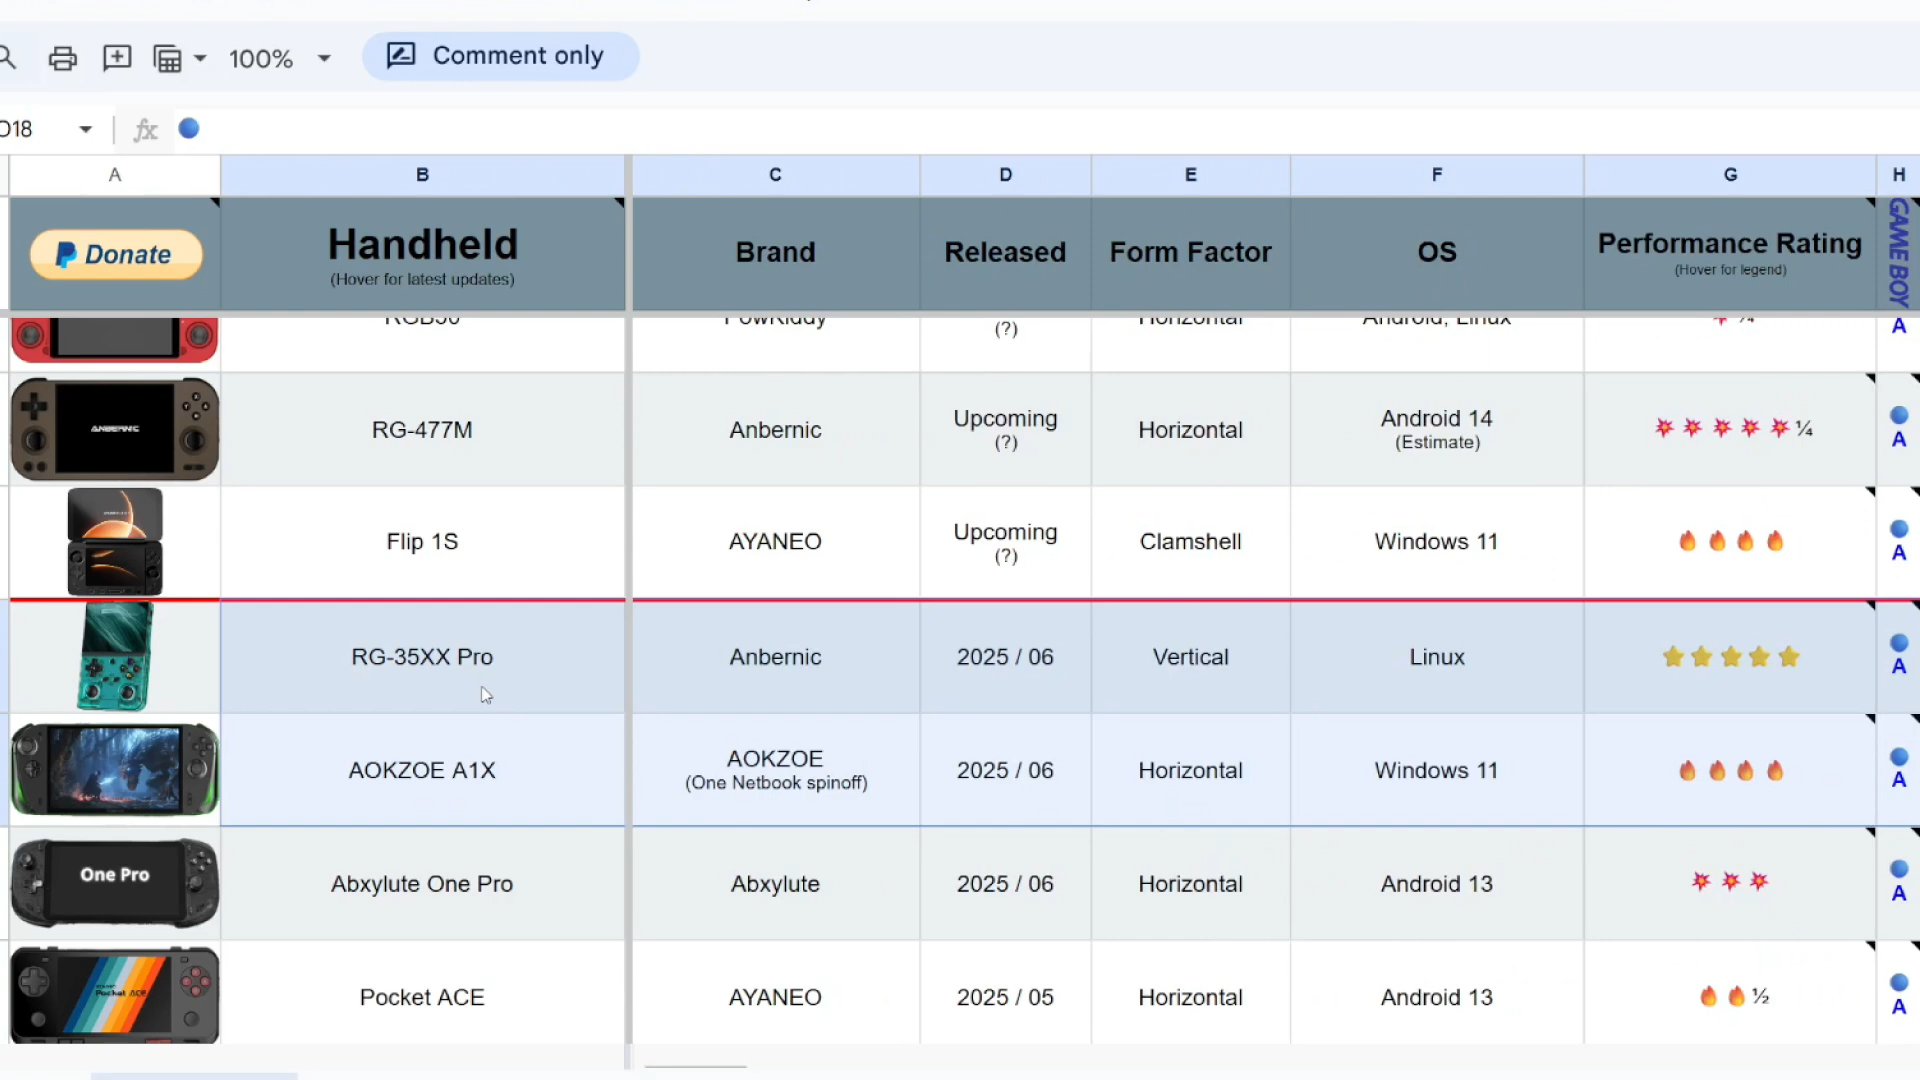 100% Comment only
fx
A B C D E F G H
Donate Handheld Brand Released Form Factor OS Performance Rating GAME BOY
(Hover for latest updates) (Hover for legend)
(?) A
ANBERNIC RG-477M Anbernic Upcoming Horizontal Android 14 ¼
(?) (Estimate) A
Flip 1S AYANEO Upcoming Clamshell Windows 11
(?) A
RG-35XX Pro Anbernic 2025 / 06 Vertical Linux A
AOKZOE A1X AOKZOE 2025 / 06 Horizontal Windows 11 A
(One Netbook spinoff)
One Pro Abxylute One Pro Abxylute 2025 / 06 Horizontal Android 13 A
Pocket ACE Pocket ACE AYANEO 2025 / 05 Horizontal Android 13 ½ A